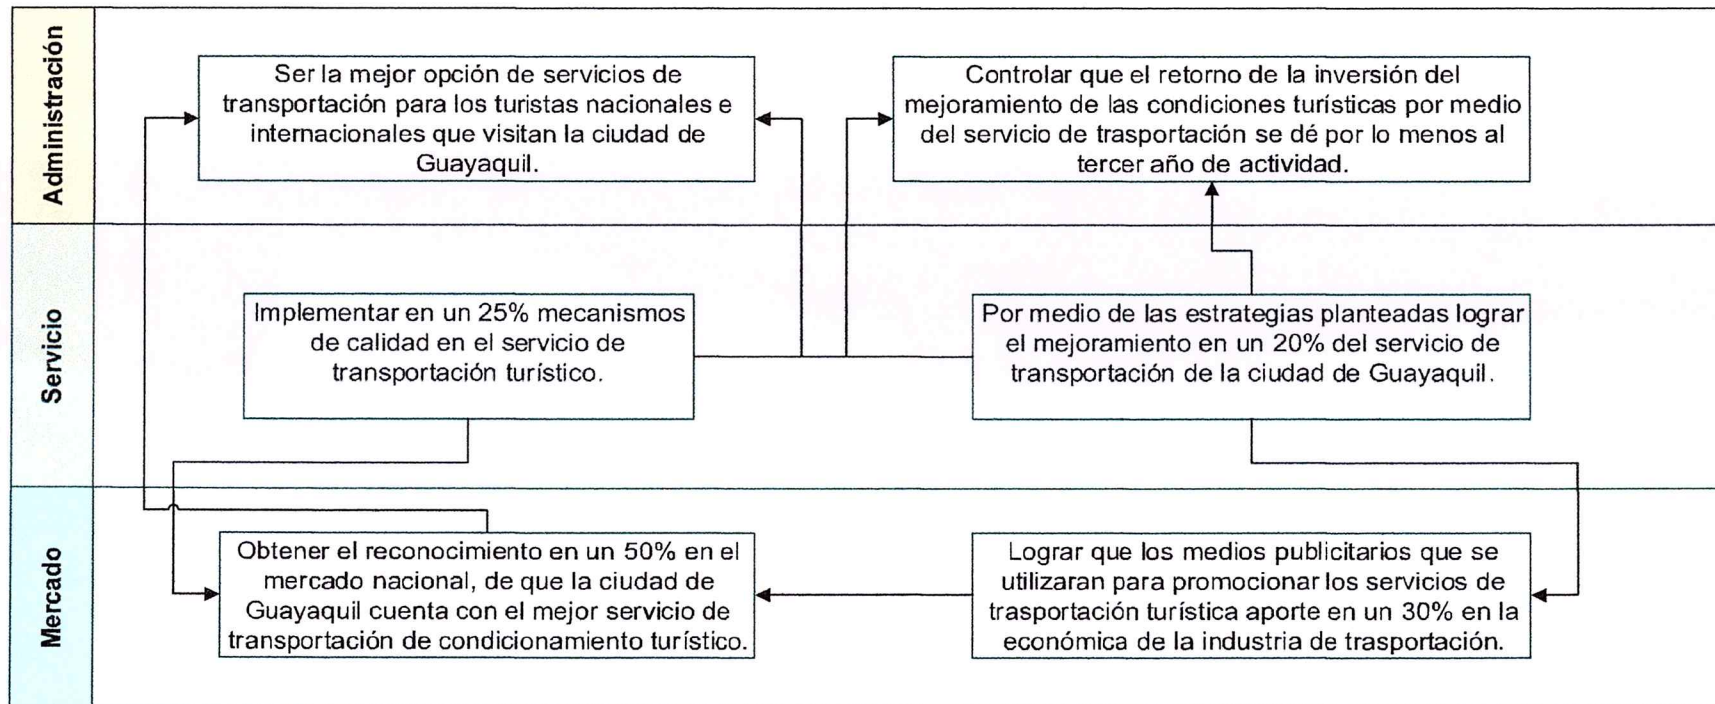 Administración
Ser la mejor opción de servicios de
transportación para los turistas nacionales e
internacionales que visitan la ciudad de
Guayaquil.
Controlar que el retorno de la inversión del
mejoramiento de las condiciones turísticas por medio
del servicio de trasportación se dé por lo menos al
tercer año de actividad.
Servicio
Implementar en un 25% mecanismos
de calidad en el servicio de
transportación turístico.
Por medio de las estrategias planteadas lograr
el mejoramiento en un 20% del servicio de
transportación de la ciudad de Guayaquil.
Mercado
Obtener el reconocimiento en un 50% en el
mercado nacional, de que la ciudad de
Guayaquil cuenta con el mejor servicio de
transportación de condicionamiento turístico.
Lograr que los medios publicitarios que se
utilizaran para promocionar los servicios de
trasportación turística aporte en un 30% en la
económica de la industria de trasportación.